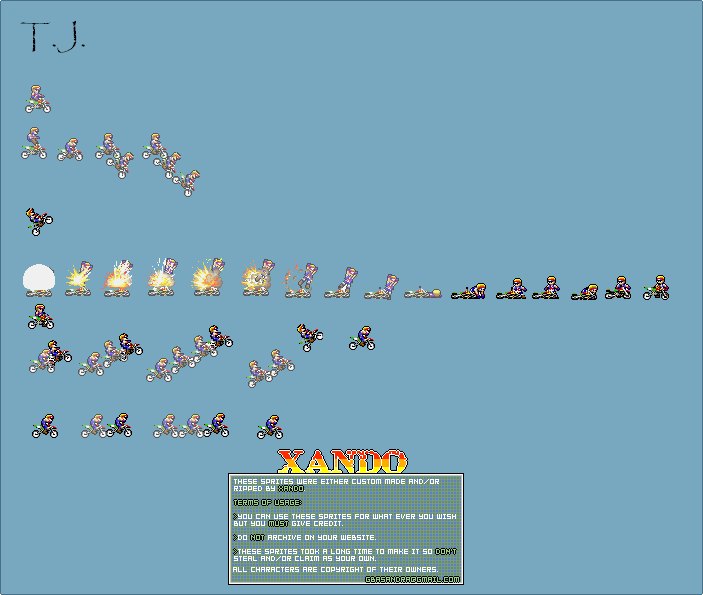 T.J.
XANDO
THESE SPRITES WERE EITHER CUSTOM MADE AND/OR
RIPPED BY XANDO.
TERMS OF USAGE:
>YOU CAN USE THESE SPRITES FOR WHAT EVER YOU WISH
BUT YOU MUST GIVE CREDIT.
>DO NOT ARCHIVE ON YOUR WEBSITE.
>THESE SPRITES TOOK A LONG TIME TO MAKE IT SO DON'T
STEAL AND/OR CLAIM AS YOUR OWN.
ALL CHARACTERS ARE COPYRIGHT OF THEIR OWNERS.
GBASANDRA@GMAIL.COM